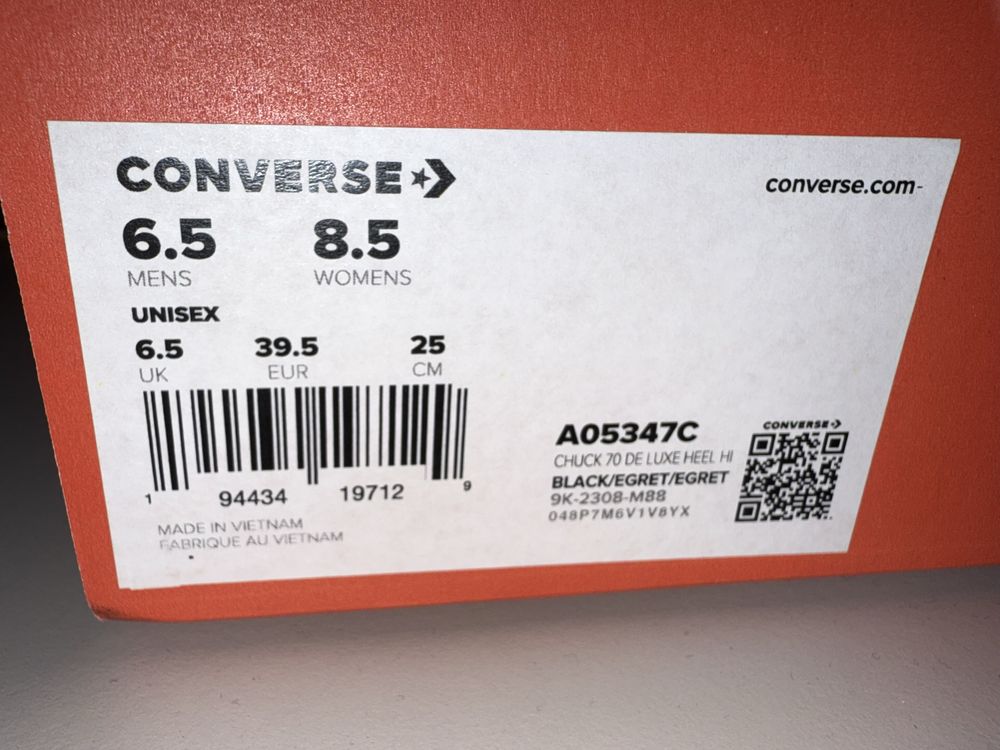 CONVERSE
converse.com
6.5 8.5
MENS WOMENS
UNISEX
6.5 39.5 25
UK EUR CM
1 94434 19712 9
MADE IN VIETNAM
FABRIQUE AU VIETNAM
A05347C
CHUCK 70 DE LUXE HEEL HI
BLACK/EGRET/EGRET
9K-2308-M88
048P7M6V1V8YX
CONVERSE